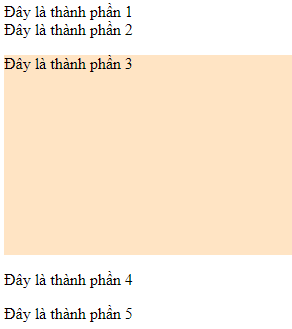 Đây là thành phần 1
Đây là thành phần 2
Đây là thành phần 3
Đây là thành phần 4
Đây là thành phần 5